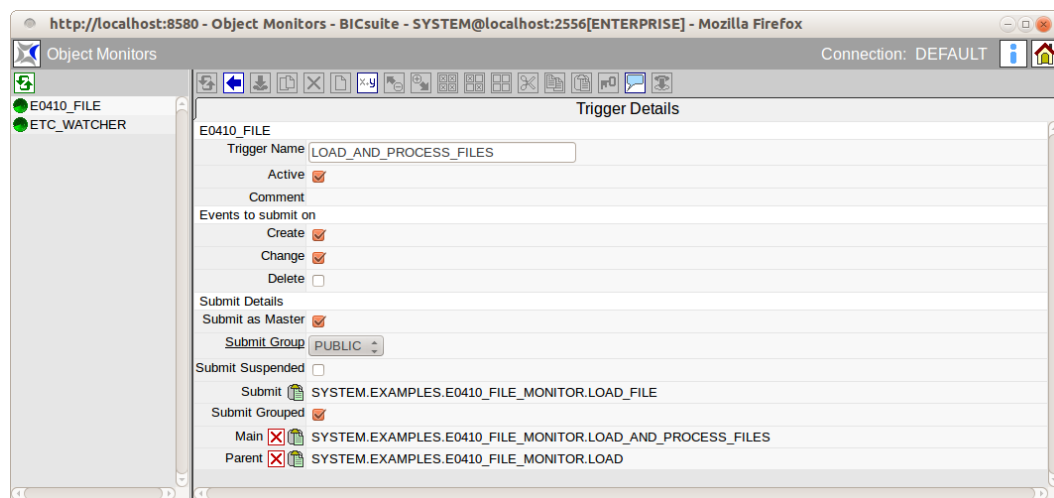 http://localhost:8580 - Object Monitors - BICsuite - SYSTEM@localhost:2556[ENTERPRISE] - Mozilla Firefox
Object Monitors
Connection: DEFAULT
E0410_FILE
ETC_WATCHER
Trigger Details
E0410_FILE
Trigger Name LOAD_AND_PROCESS_FILES
Active
Comment
Events to submit on
Create
Change
Delete
Submit Details
Submit as Master
Submit Group PUBLIC
Submit Suspended
Submit SYSTEM.EXAMPLES.E0410_FILE_MONITOR.LOAD_FILE
Submit Grouped
Main SYSTEM.EXAMPLES.E0410_FILE_MONITOR.LOAD_AND_PROCESS_FILES
Parent SYSTEM.EXAMPLES.E0410_FILE_MONITOR.LOAD